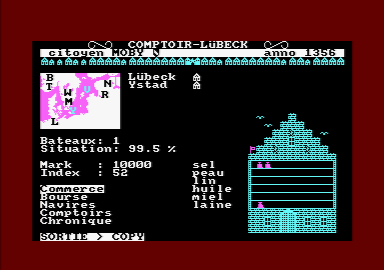 COMPTOIR-LüBECK
citoyen MOBY J anno 1356
B
T
W
M
U
N
R
L
Lübeck
Ystad
Bateaux: 1
Situation: 99.5 %
Mark : 10000
Index : 52
sel
peau
lin
huile
miel
laine
Commerce
Bourse
Navires
Comptoirs
Chronique
SORTIE > COPY